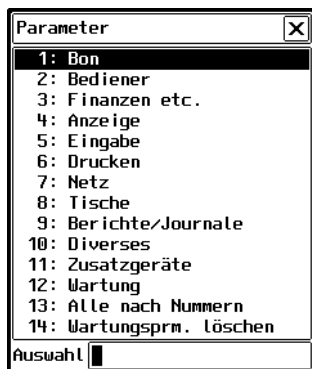 Parameter
1: Bon
2: Bediener
3: Finanzen etc.
4: Anzeige
5: Eingabe
6: Drucken
7: Netz
8: Tische
9: Berichte/Journale
10: Diverses
11: Zusatzgeräte
12: Wartung
13: Alle nach Nummern
14: Wartungsprm. löschen
Auswahl